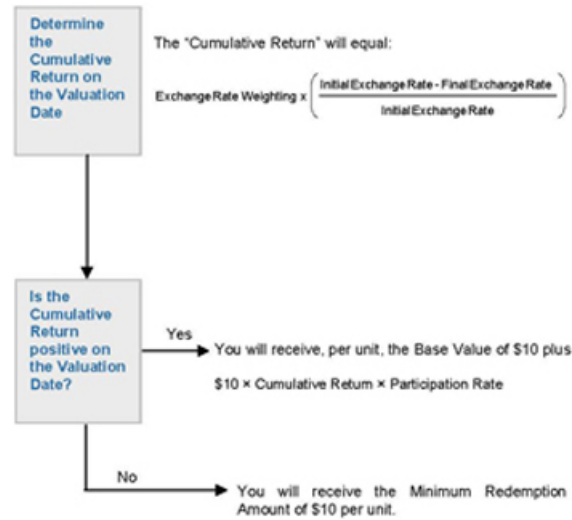 Determine
the
Cumulative
Return on
the Valuation
Date
The "Cumulative Return" will equal:
Exchange Rate Weighting x ( Initial Exchange Rate - Final Exchange Rate
Initial Exchange Rate )
Is the
Cumulative
Return
positive on
the Valuation
Date?
Yes
You will receive, per unit, the Base Value of $10 plus
$10 × Cumulative Return × Participation Rate
No
You will receive the Minimum Redemption
Amount of $10 per unit.